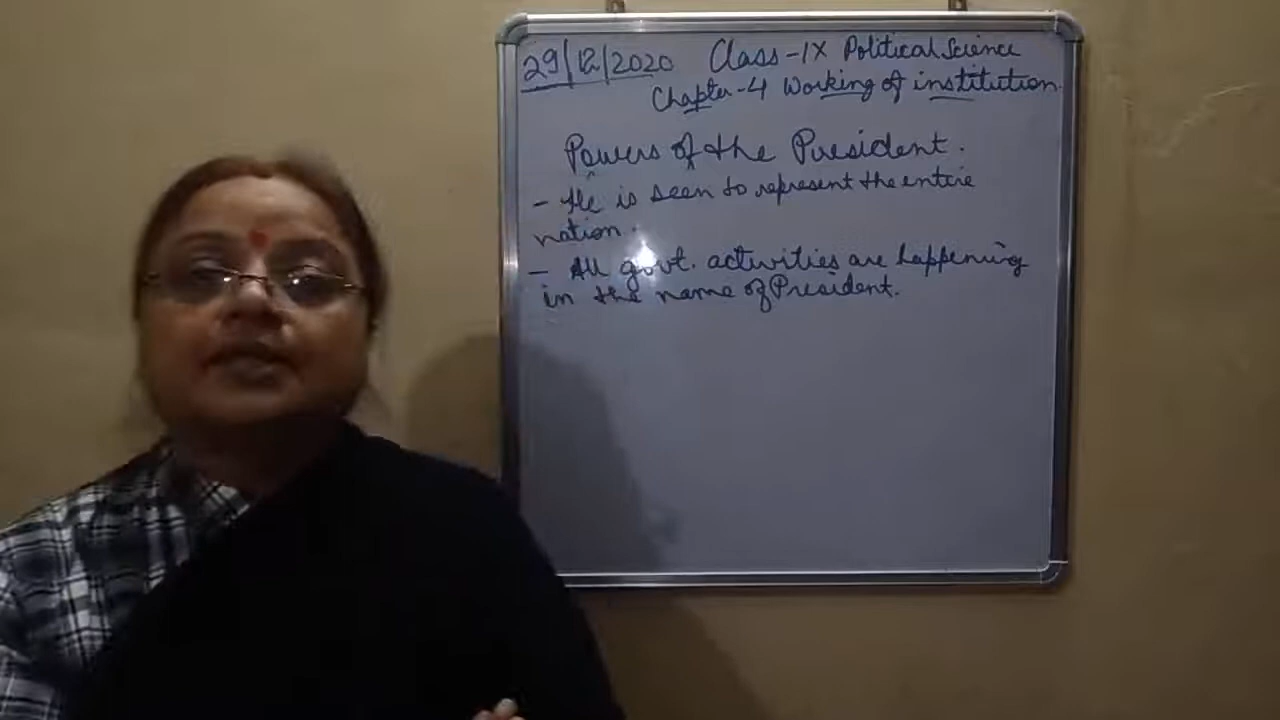 29/12/2020 Class-IX Political Science
Chapter-4 Working of institution.
Powers of the President.
- He is seen to represent the entire
nation.
- All govt. activities are happening
in the name of President.